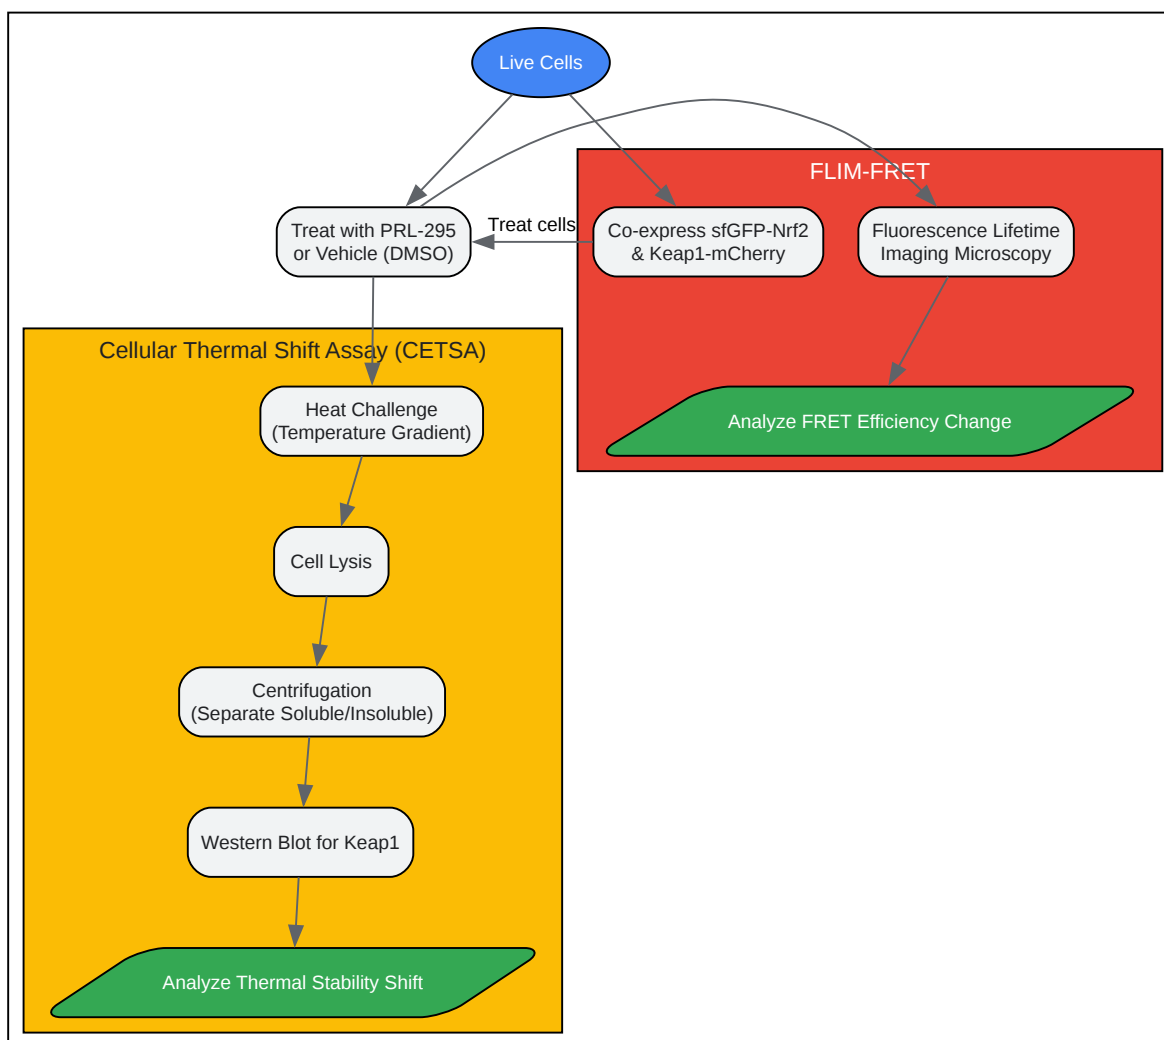 Live Cells
FLIM-FRET
Treat with PRL-295
or Vehicle (DMSO)
Treat cells
Co-express sfGFP-Nrf2
& Keap1-mCherry
Fluorescence Lifetime
Imaging Microscopy
Cellular Thermal Shift Assay (CETSA)
Heat Challenge
(Temperature Gradient)
Analyze FRET Efficiency Change
Cell Lysis
Centrifugation
(Separate Soluble/Insoluble)
Western Blot for Keap1
Analyze Thermal Stability Shift